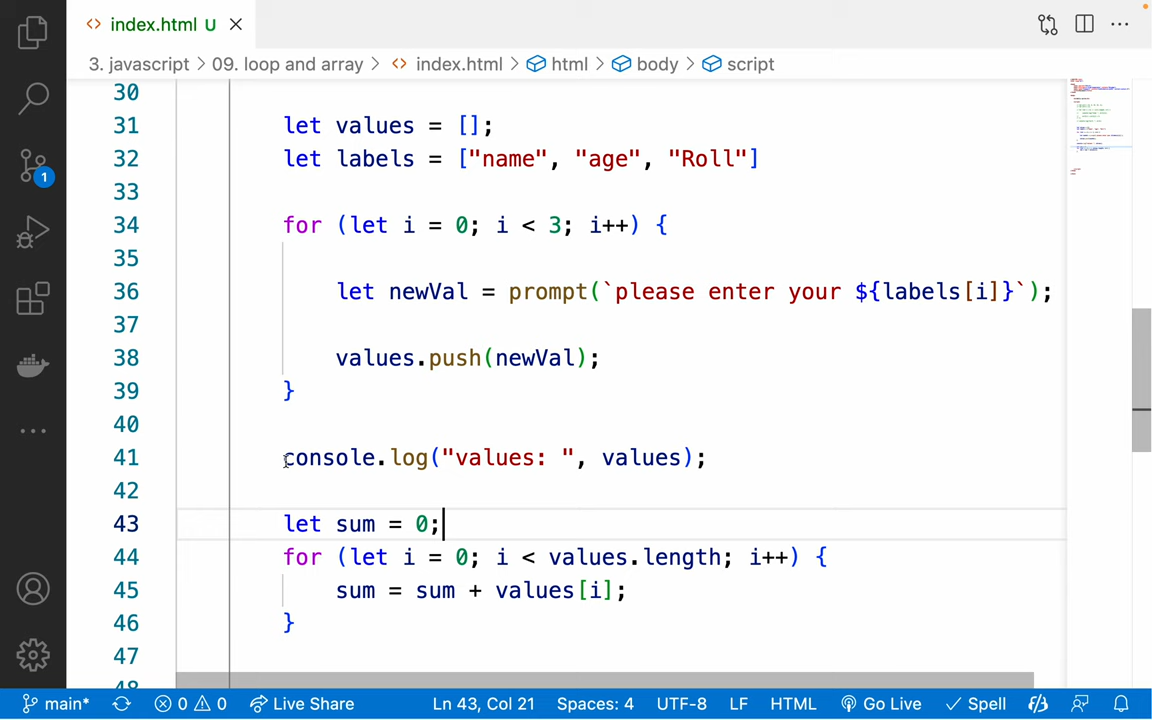 index.html U
3. javascript > 09. loop and array > index.html > html > body > script
30
31 let values = [];
32 let labels = ["name", "age", "Roll"]
33
34 for (let i = 0; i < 3; i++) {
35
36 let newVal = prompt(`please enter your ${labels[i]}`);
37
38 values.push(newVal);
39 }
40
41 console.log("values: ", values);
42
43 let sum = 0;
44 for (let i = 0; i < values.length; i++) {
45 sum = sum + values[i];
46 }
47
48
1
main* 0 0 Live Share Ln 43, Col 21 Spaces: 4 UTF-8 LF HTML Go Live Spell